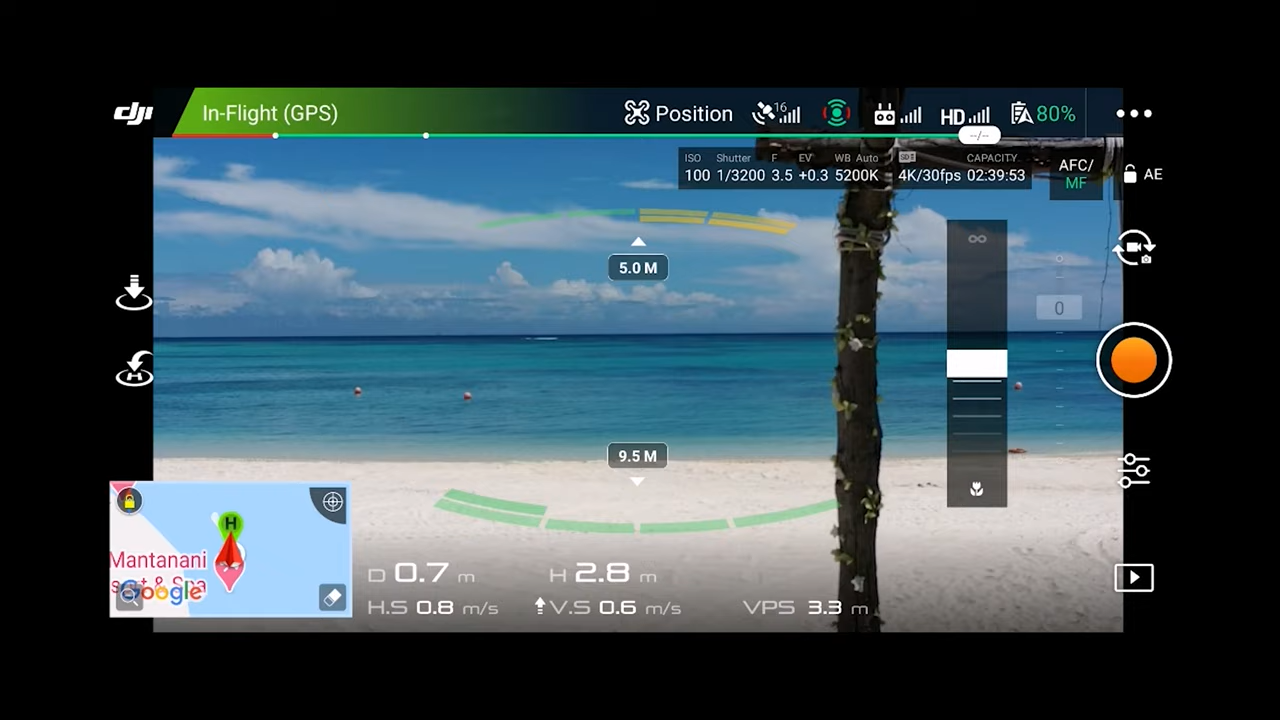 dji
In-Flight (GPS)
Position
16
HD
80%
--/--
ISO Shutter F EV WB Auto SD CAPACITY
100 1/3200 3.5 +0.3 5200K 4K/30fps 02:39:53
AFC/
MF
AE
5.0 M
0
9.5 M
H
Mantanani
Google
D 0.7 m H 2.8 m
H.S 0.8 m/s V.S 0.6 m/s VPS 3.3 m